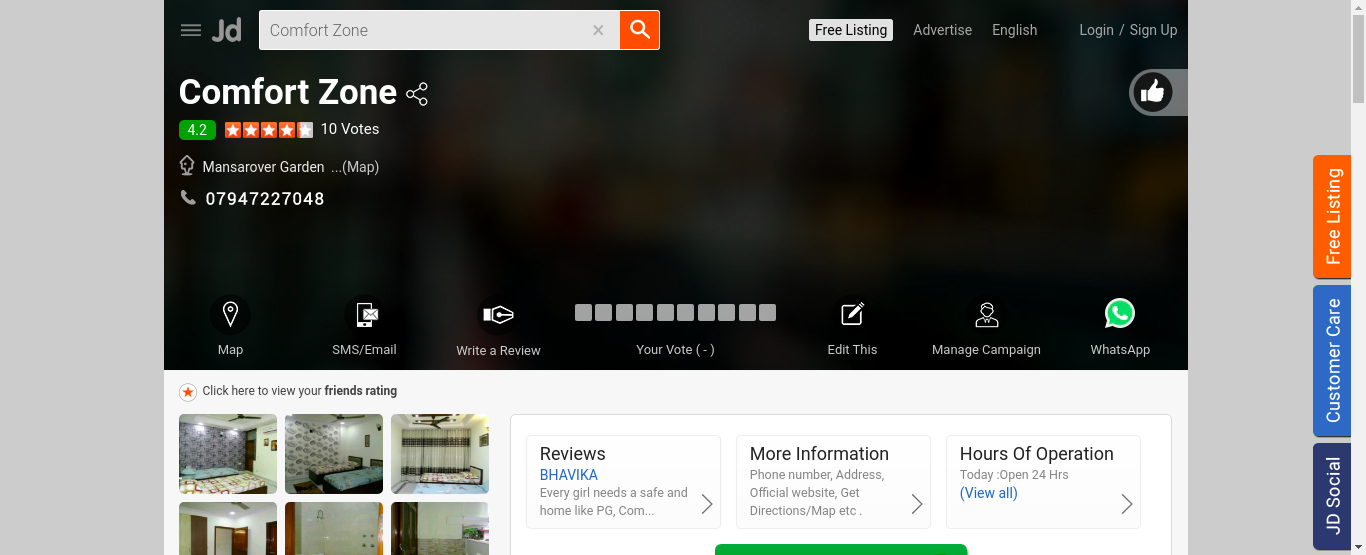 Jd
Comfort Zone
Free Listing
Advertise
English
Login / Sign Up
Comfort Zone
4.2
10 Votes
Mansarover Garden ...(Map)
07947227048
Map
SMS/Email
Write a Review
Your Vote ( - )
Edit This
Manage Campaign
WhatsApp
Click here to view your friends rating
Reviews
BHAVIKA
Every girl needs a safe and
home like PG, Com...
More Information
Phone number, Address,
Official website, Get
Directions/Map etc .
Hours Of Operation
Today :Open 24 Hrs
(View all)
Free Listing
Customer Care
JD Social